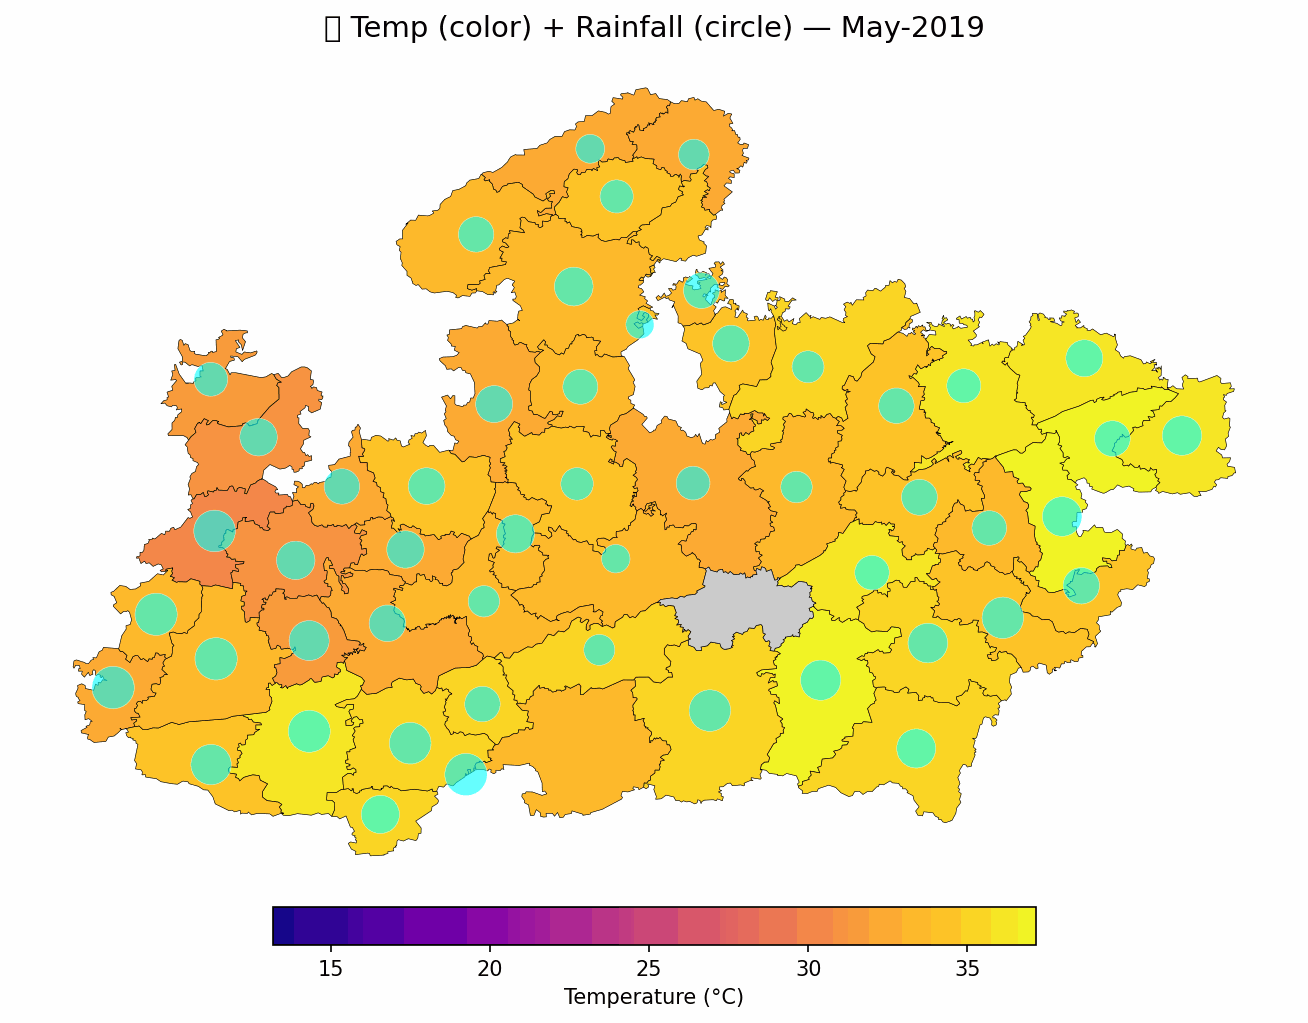 Temp (color) + Rainfall (circle) — May-2019
15 20 25 30 35
Temperature (°C)